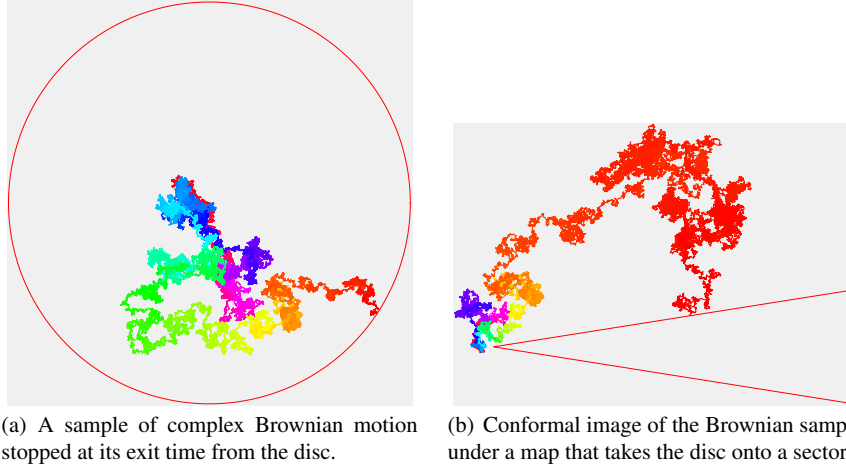 (a) A sample of complex Brownian motion
stopped at its exit time from the disc.
(b) Conformal image of the Brownian samp
under a map that takes the disc onto a sector